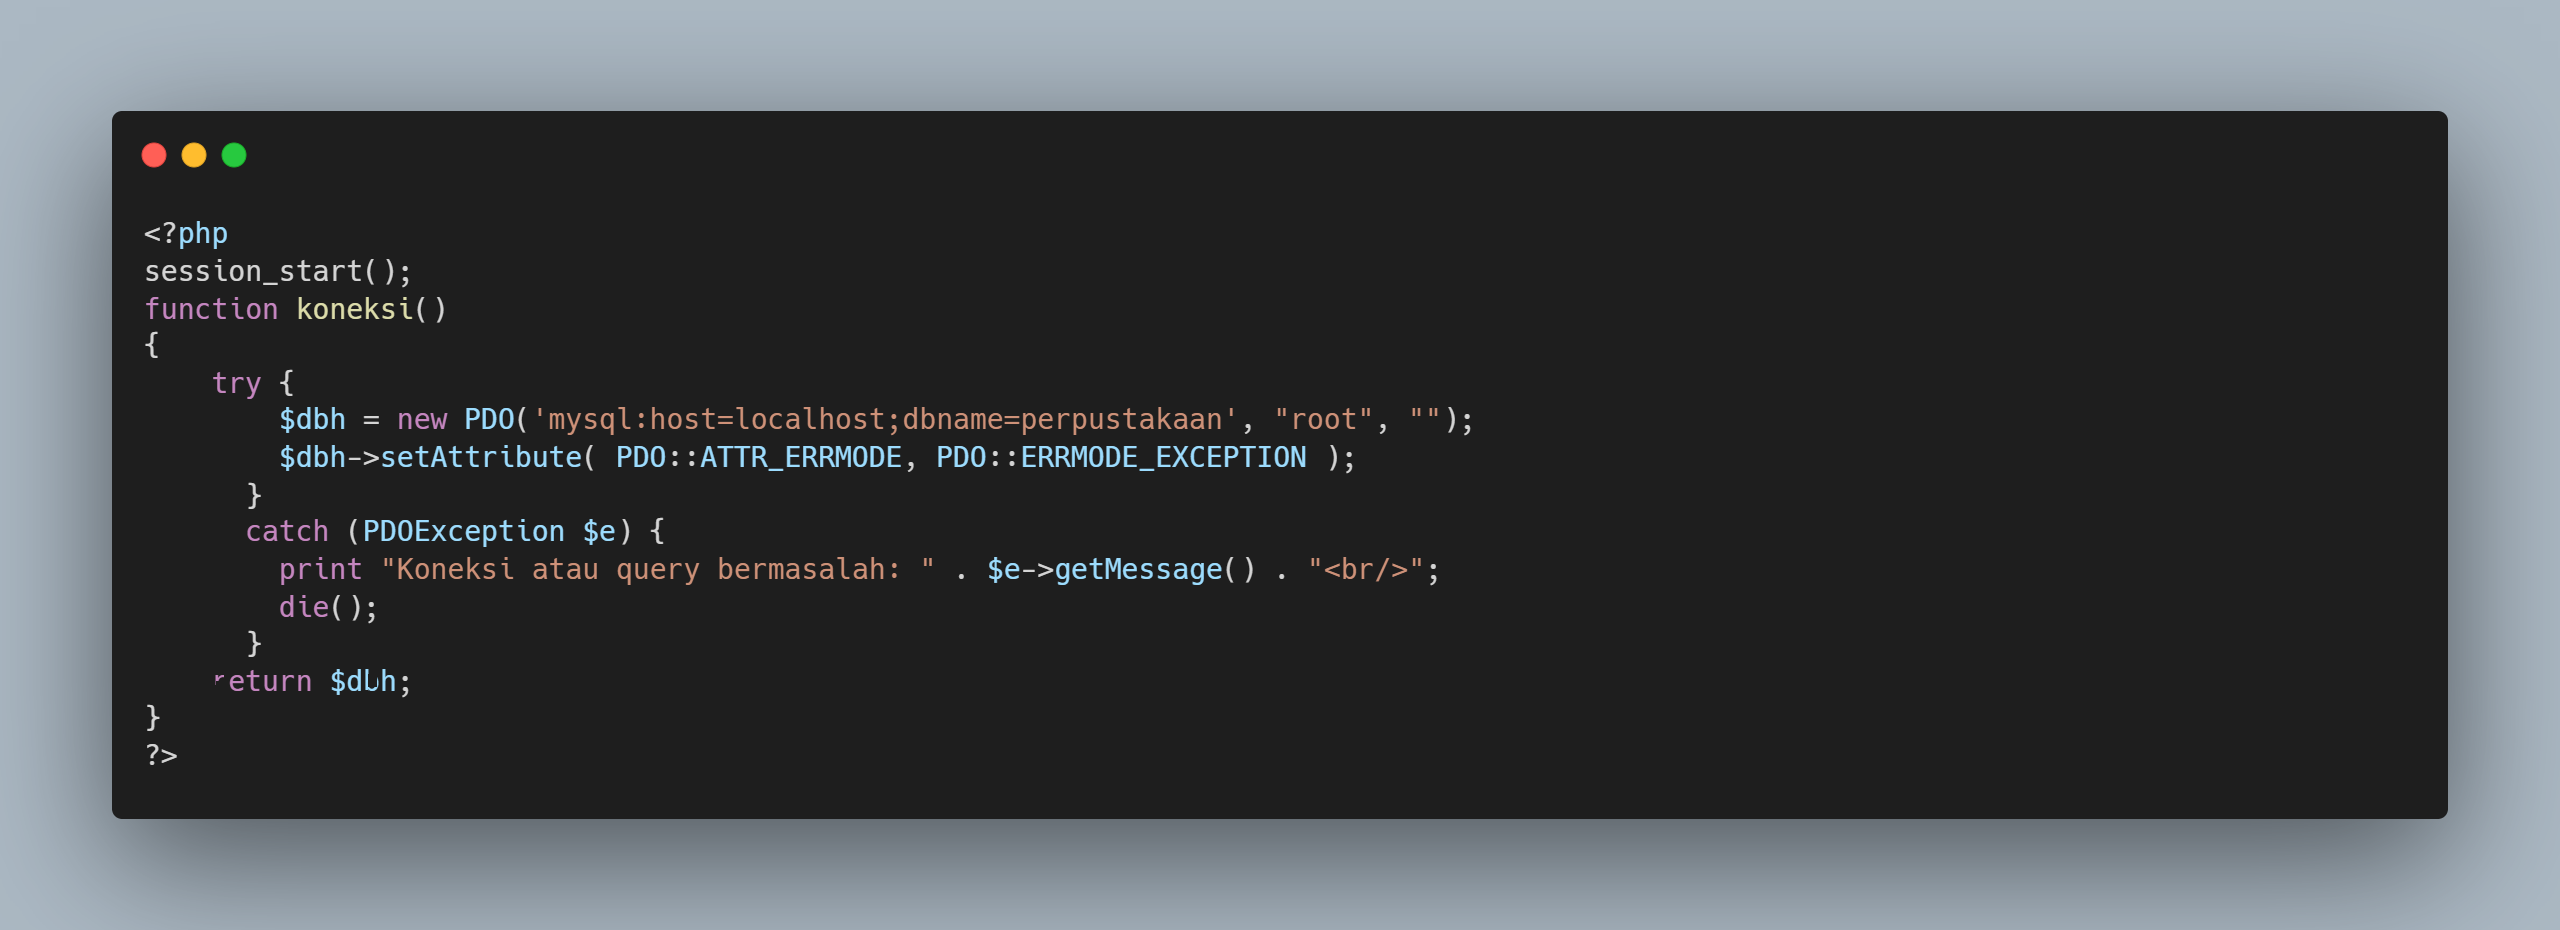 <?php
session_start();
function koneksi()
{
    try {
        $dbh = new PDO('mysql:host=localhost;dbname=perpustakaan', "root", "");
        $dbh->setAttribute( PDO::ATTR_ERRMODE, PDO::ERRMODE_EXCEPTION );
      }
      catch (PDOException $e) {
        print "Koneksi atau query bermasalah: " . $e->getMessage() . "<br/>";
        die();
      }
    return $dbh;
}
?>